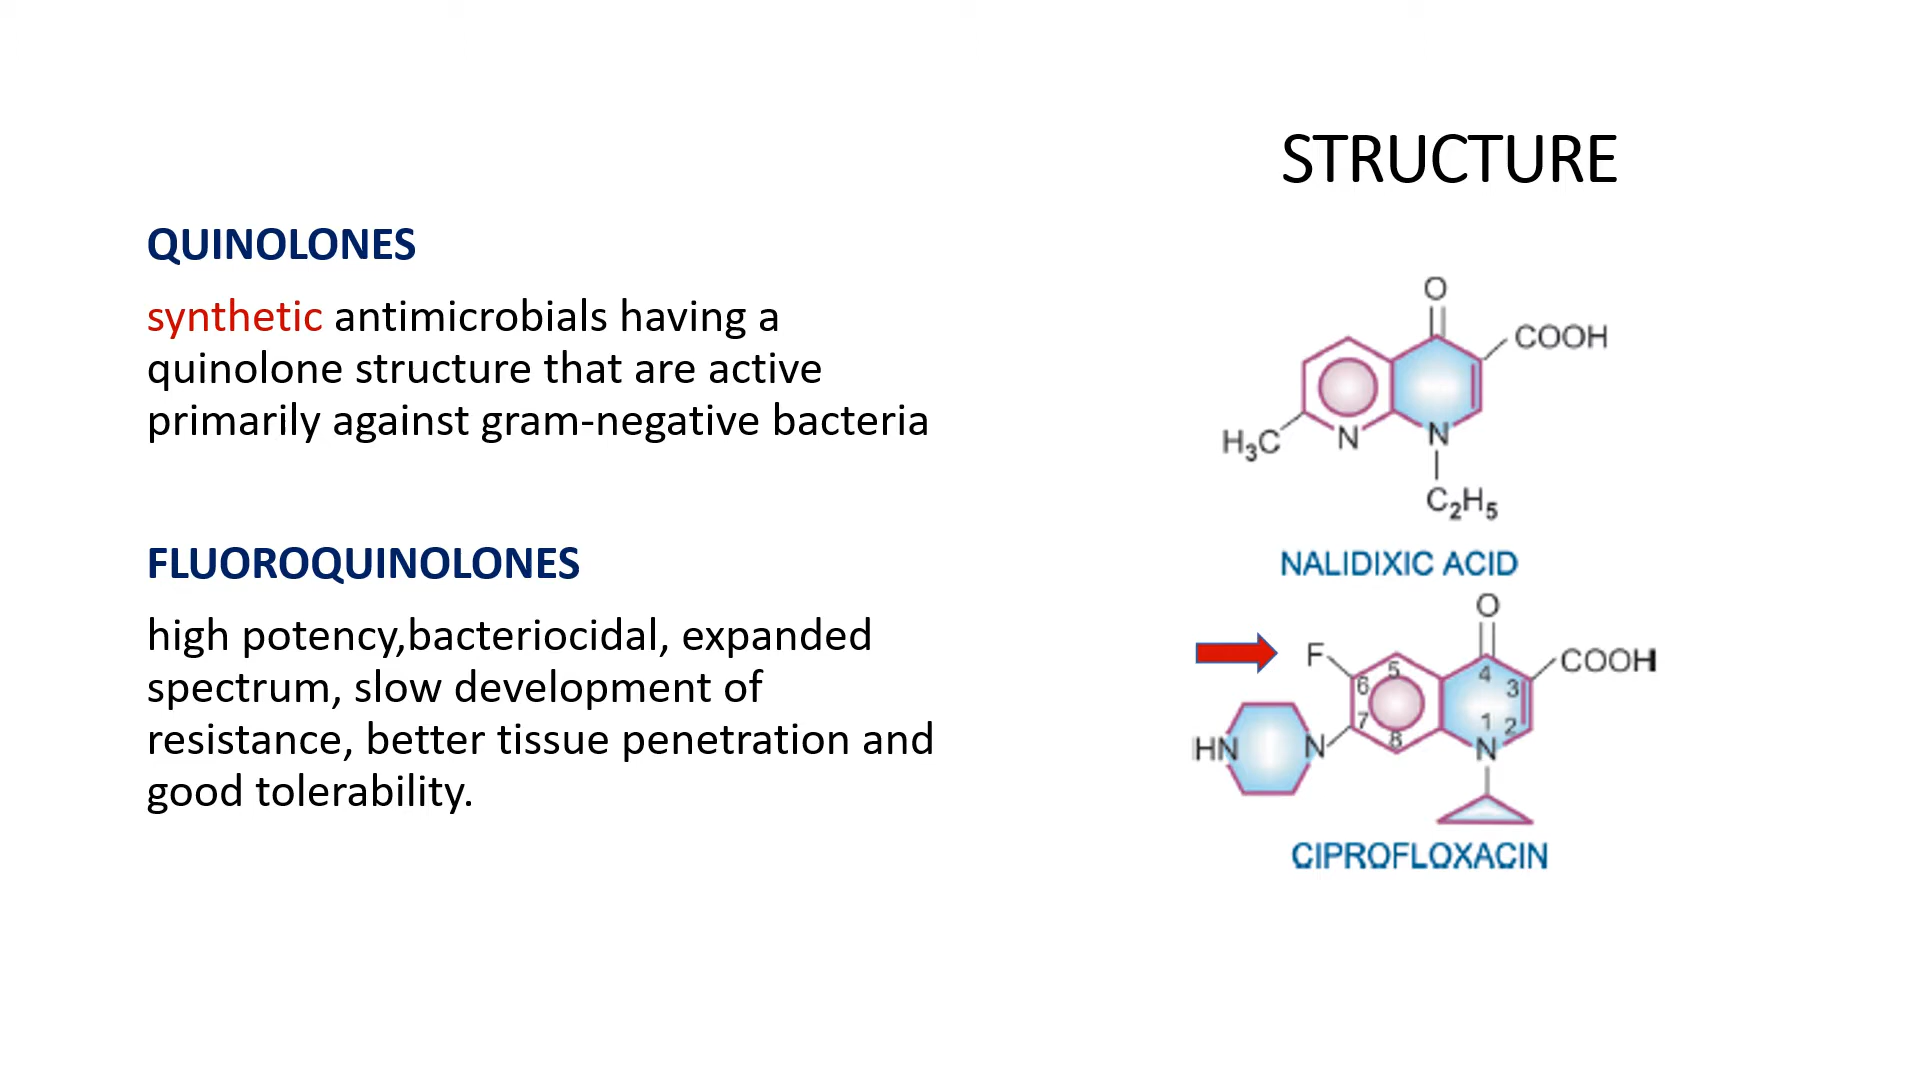 STRUCTURE
QUINOLONES
synthetic antimicrobials having a
quinolone structure that are active
primarily against gram-negative bacteria
FLUOROQUINOLONES
high potency,bacteriocidal, expanded
spectrum, slow development of
resistance, better tissue penetration and
good tolerability.
O
COOH
H₃C
N
N
C₂H₅
NALIDIXIC ACID
O
F
COOH
5
4
6
3
7
1
2
8
HN
N
N
CIPROFLOXACIN